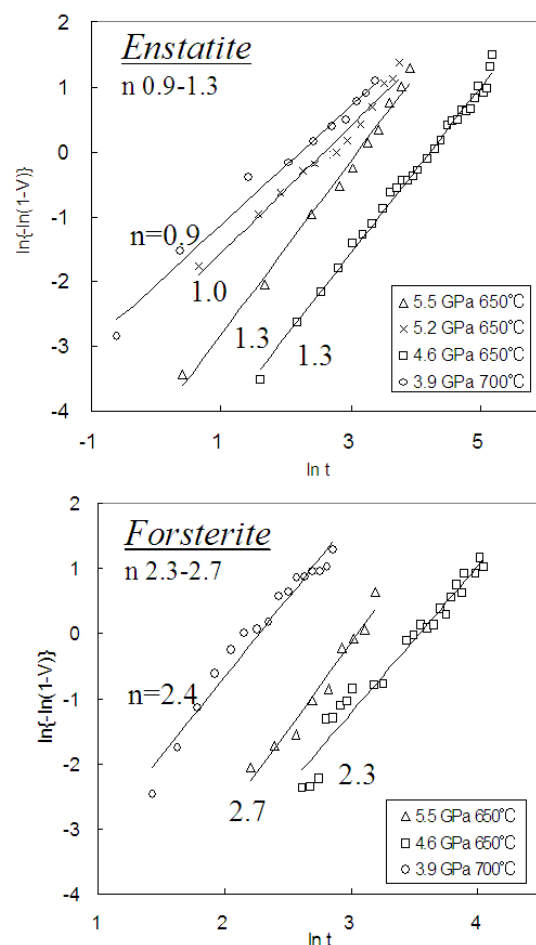 Enstatite
n 0.9-1.3
2
1
0
-1
-2
-3
-4
ln{-ln(1-V)}
n=0.9
1.0
1.3
1.3
△ 5.5 GPa 650°C
× 5.2 GPa 650°C
□ 4.6 GPa 650°C
○ 3.9 GPa 700°C
-1 1 3 5
ln t
Forsterite
n 2.3-2.7
2
1
0
-1
-2
-3
-4
ln{-ln(1-V)}
n=2.4
2.7
2.3
△ 5.5 GPa 650°C
□ 4.6 GPa 650°C
○ 3.9 GPa 700°C
1 2 3 4
ln t